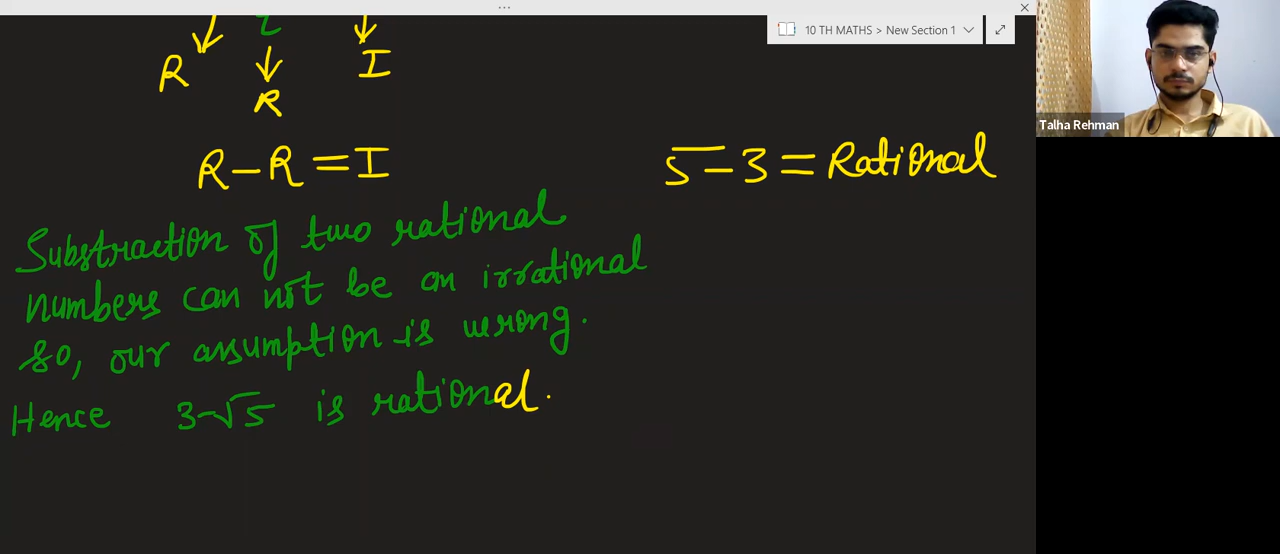 10 TH MATHS > New Section 1
R
I
R
Talha Rehman
R-R=I
5-3=Rational
Substraction of two rational
numbers can not be an irrational
So, our assumption is wrong.
Hence 3-√5 is rational.